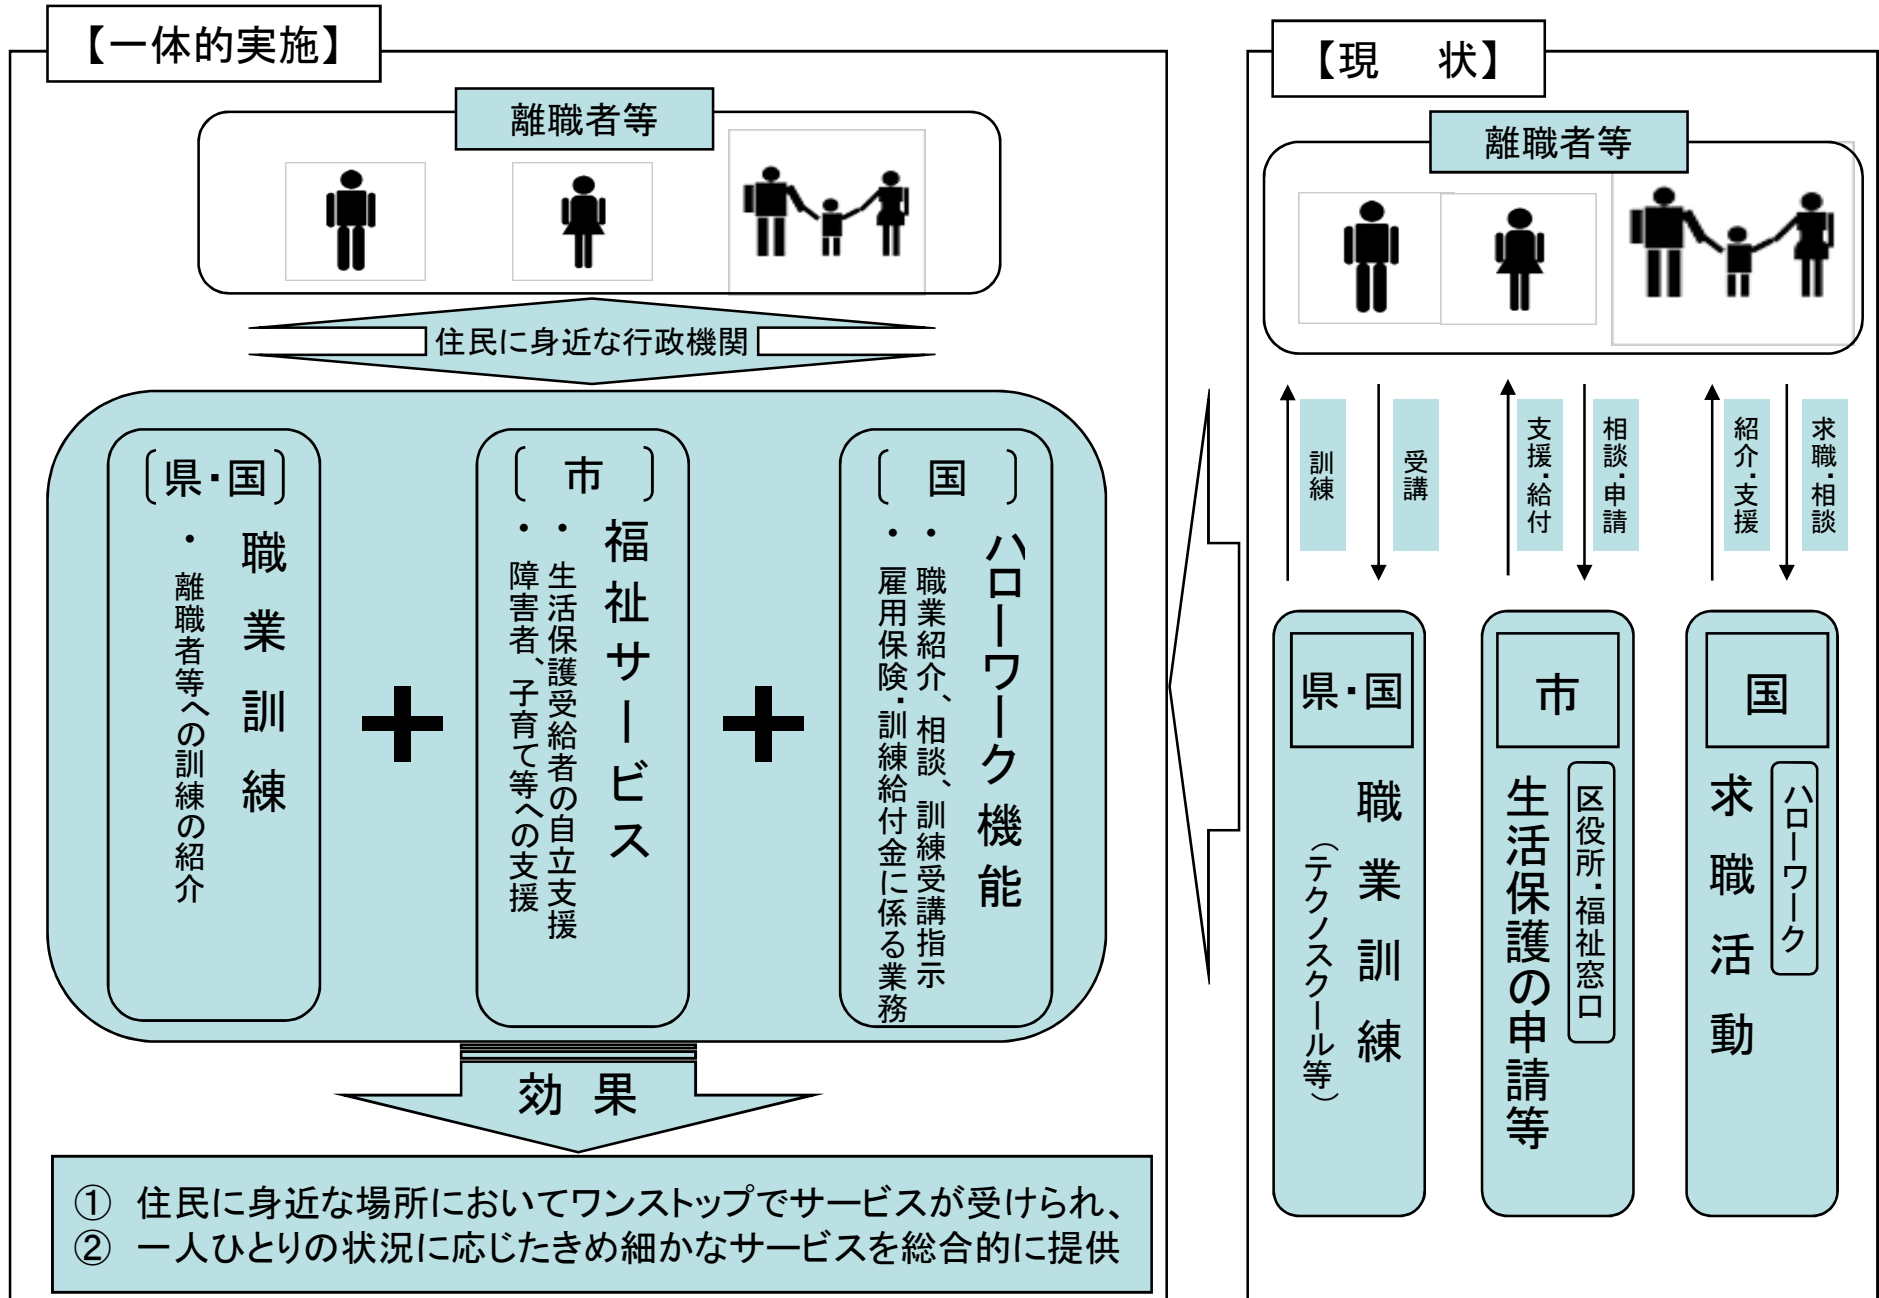 【一体的実施】
離職者等
住民に身近な行政機関
〔県・国〕
職業訓練
・離職者等への訓練の紹介
〔市〕
福祉サービス
・生活保護受給者の自立支援
・障害者、子育て等への支援
〔国〕
ハローワーク機能
・職業紹介、相談、訓練受講指示
・雇用保険・訓練給付金に係る業務
効果
① 住民に身近な場所においてワンストップでサービスが受けられ、
② 一人ひとりの状況に応じたきめ細かなサービスを総合的に提供
【現 状】
離職者等
訓練
受講
支援・給付
相談・申請
紹介・支援
求職・相談
県・国
職業訓練
（テクノスクール等）
市
区役所・福祉窓口
生活保護の申請等
国
ハローワーク
求職活動